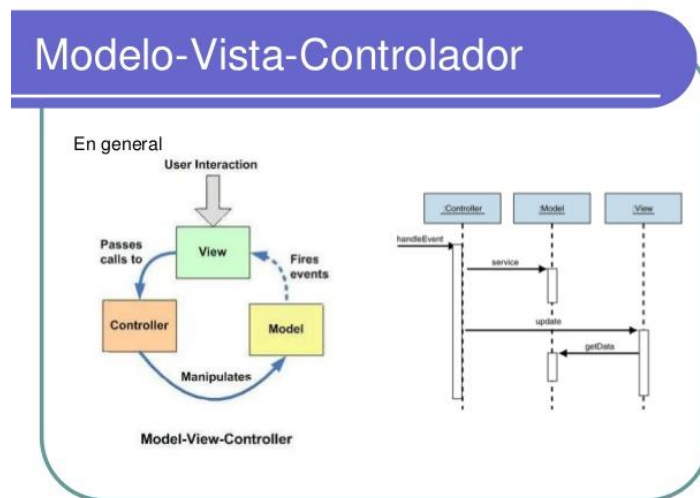 Modelo-Vista-Controlador
En general
User Interaction
View
Passes
calls to
Fires
events
Controller
Model
Manipulates
Model-View-Controller
:Controller
:Model
:View
handleEvent
service
update
getData